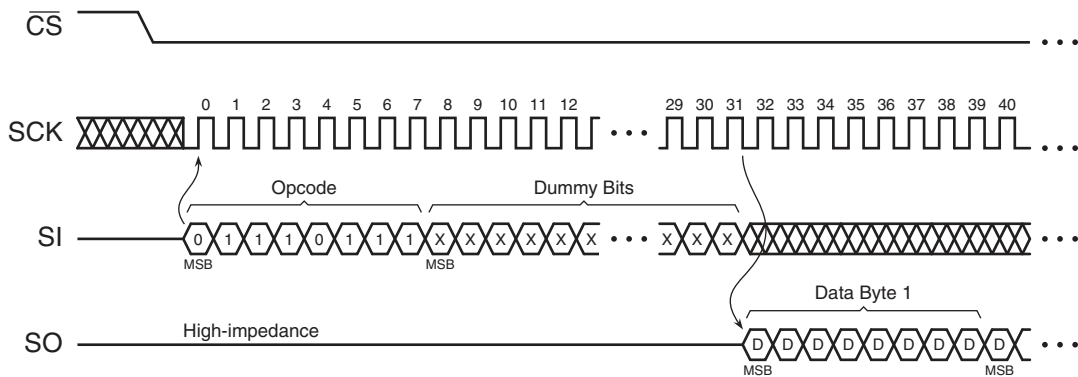 CS
SCK 0 1 2 3 4 5 6 7 8 9 10 11 12 29 30 31 32 33 34 35 36 37 38 39 40
Opcode Dummy Bits
SI 0 1 1 1 0 1 1 1 X X X X X X X X X
MSB MSB
Data Byte 1
High-impedance
SO D D D D D D D D D
MSB MSB